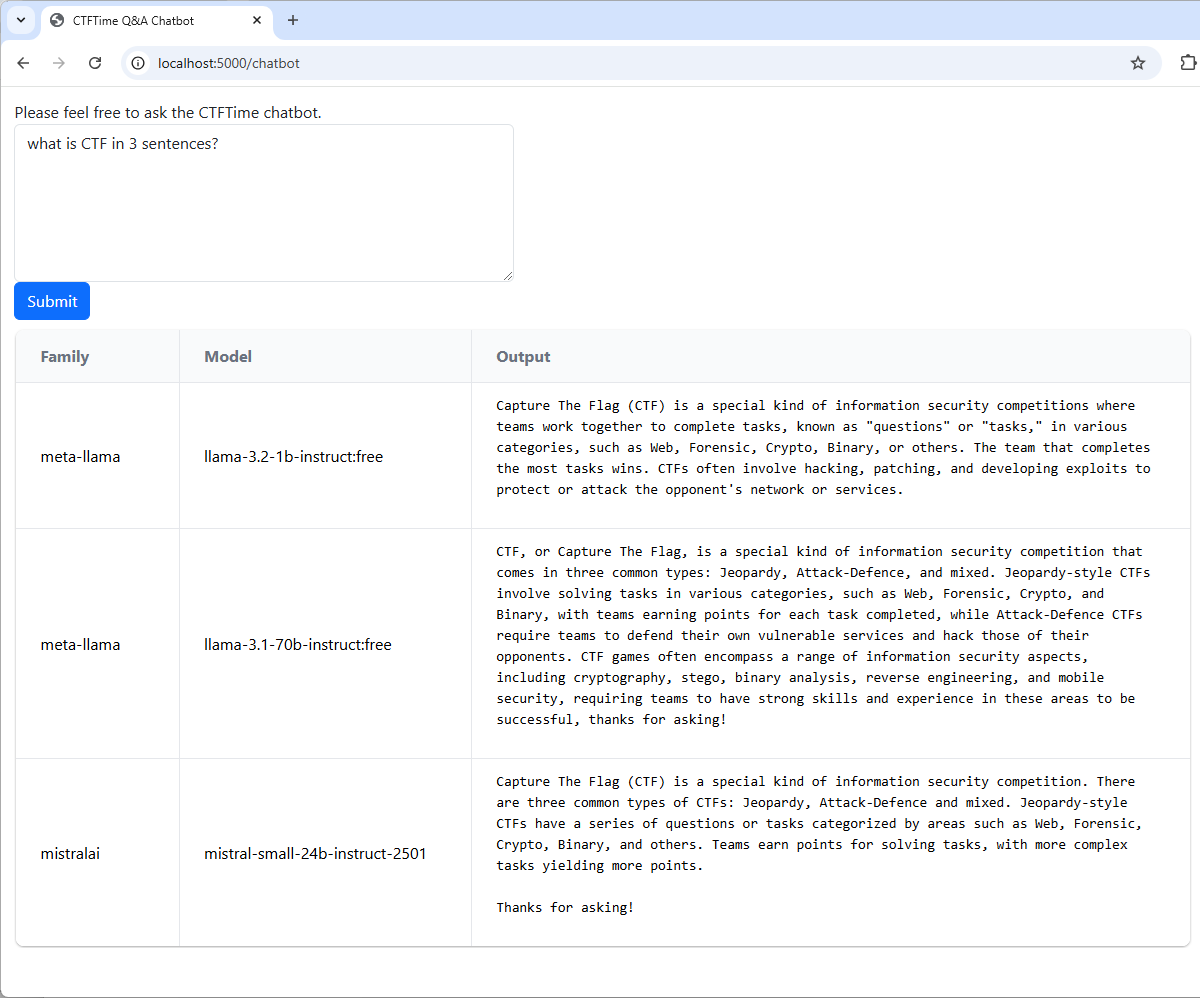 CTFTime Q&A Chatbot
localhost:5000/chatbot
Please feel free to ask the CTFTime chatbot.
what is CTF in 3 sentences?
Submit
Family Model Output
meta-llama
llama-3.2-1b-instruct:free
Capture The Flag (CTF) is a special kind of information security competitions where
teams work together to complete tasks, known as "questions" or "tasks," in various
categories, such as Web, Forensic, Crypto, Binary, or others. The team that completes
the most tasks wins. CTFs often involve hacking, patching, and developing exploits to
protect or attack the opponent's network or services.
meta-llama
llama-3.1-70b-instruct:free
CTF, or Capture The Flag, is a special kind of information security competition that
comes in three common types: Jeopardy, Attack-Defence, and mixed. Jeopardy-style CTFs
involve solving tasks in various categories, such as Web, Forensic, Crypto, and
Binary, with teams earning points for each task completed, while Attack-Defence CTFs
require teams to defend their own vulnerable services and hack those of their
opponents. CTF games often encompass a range of information security aspects,
including cryptography, stego, binary analysis, reverse engineering, and mobile
security, requiring teams to have strong skills and experience in these areas to be
successful, thanks for asking!
mistralai
mistral-small-24b-instruct-2501
Capture The Flag (CTF) is a special kind of information security competition. There
are three common types of CTFs: Jeopardy, Attack-Defence and mixed. Jeopardy-style
CTFs have a series of questions or tasks categorized by areas such as Web, Forensic,
Crypto, Binary, and others. Teams earn points for solving tasks, with more complex
tasks yielding more points.
Thanks for asking!